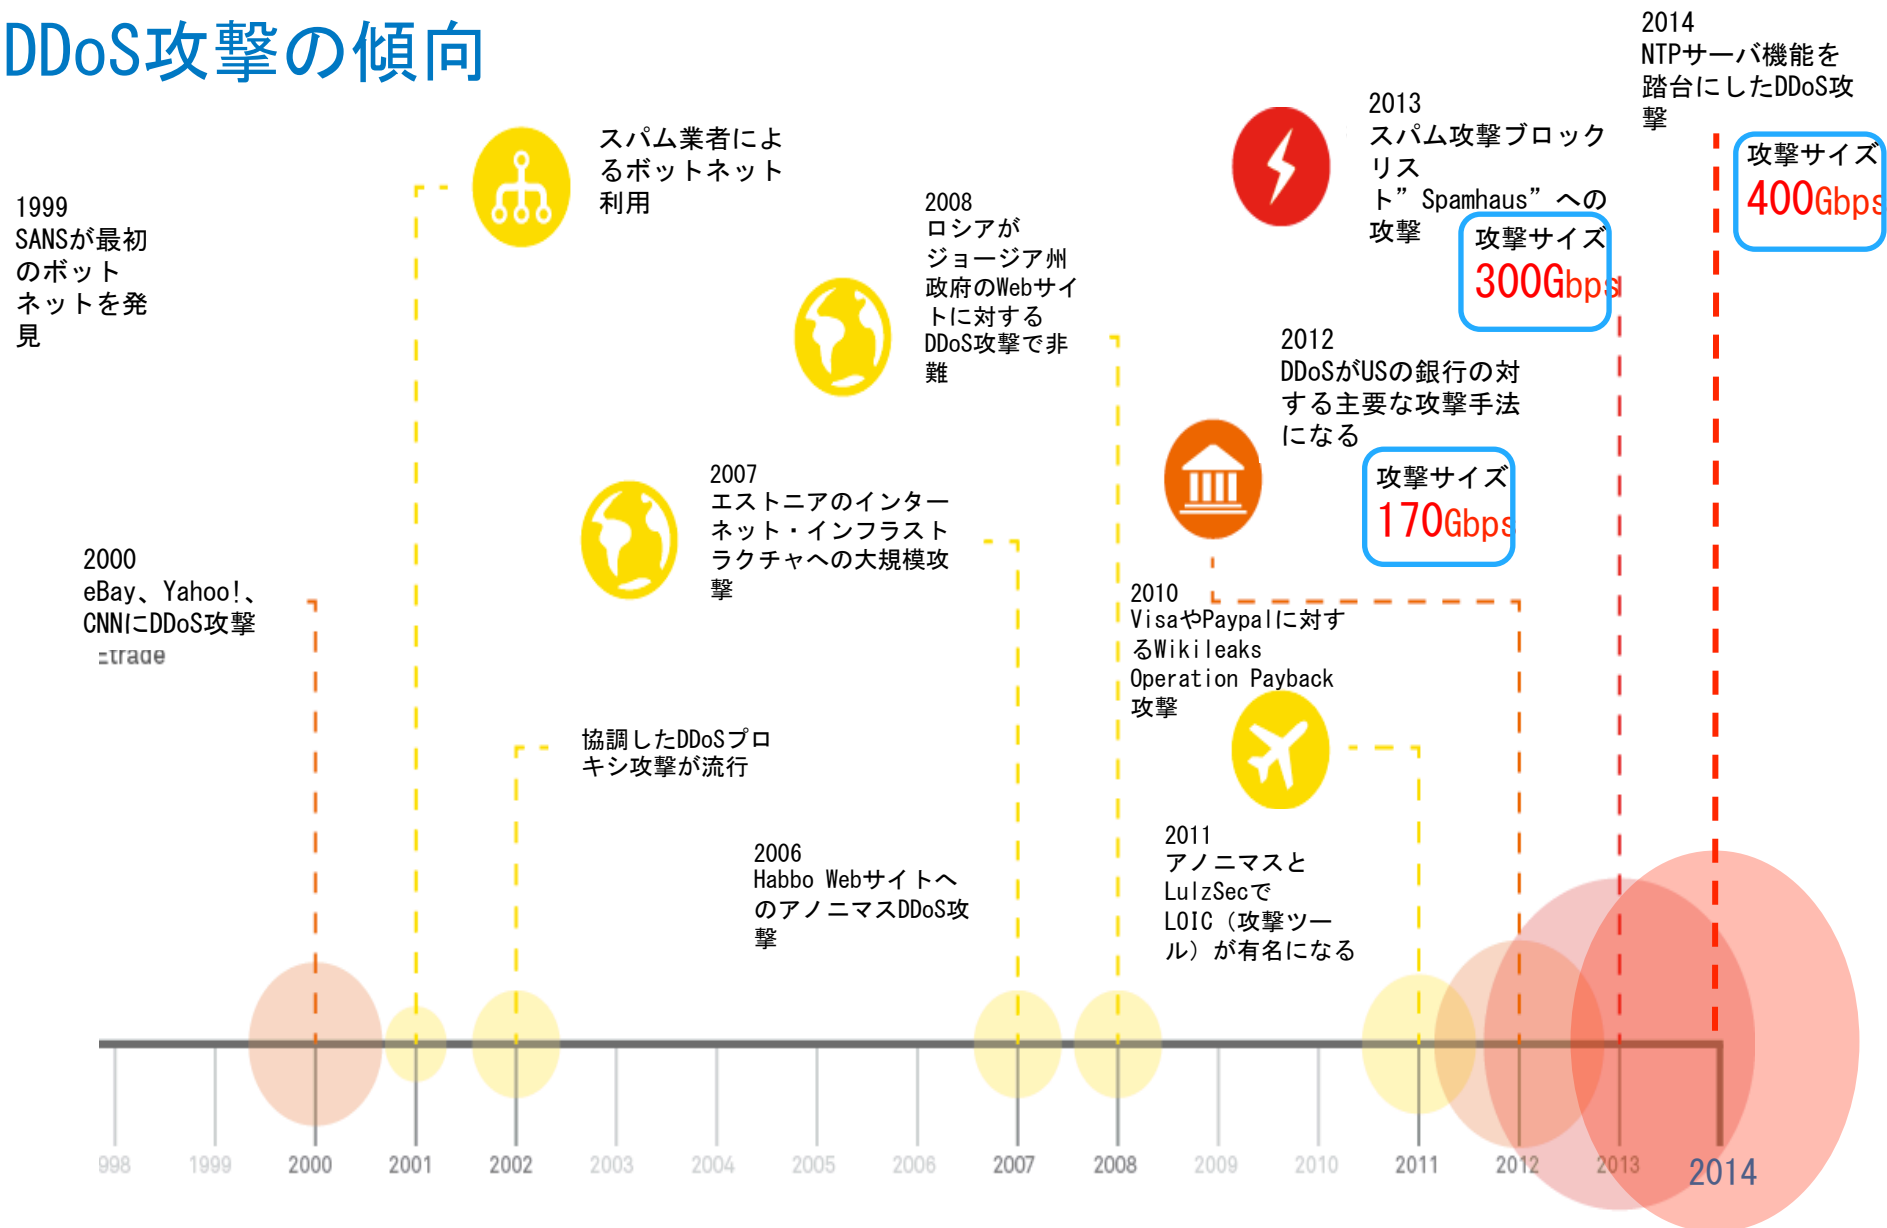 DDoS攻撃の傾向
1999
SANSが最初
のボット
ネットを発
見
2000
eBay、Yahoo!、
CNNにDDoS攻撃
スパム業者によ
るボットネット
利用
協調したDDoSプロ
キシ攻撃が流行
2006
Habbo Webサイトへ
のアノニマスDDoS攻
撃
2007
エストニアのインター
ネット・インフラスト
ラクチャへの大規模攻
撃
2008
ロシアが
ジョージア州
政府のWebサイ
トに対する
DDoS攻撃で非
難
2010
VisaやPaypalに対す
るWikileaks
Operation Payback
攻撃
2011
アノニマスと
LulzSecで
LOIC（攻撃ツー
ル）が有名になる
2012
DDoSがUSの銀行の対
する主要な攻撃手法
になる
攻撃サイズ
170Gbps
2013
スパム攻撃ブロック
リス
ト”Spamhaus”への
攻撃
攻撃サイズ
300Gbps
2014
NTPサーバ機能を
踏台にしたDDoS攻
撃
攻撃サイズ
400Gbps
998 1999 2000 2001 2002 2003 2004 2005 2006 2007 2008 2009 2010 2011 2012 2013 2014